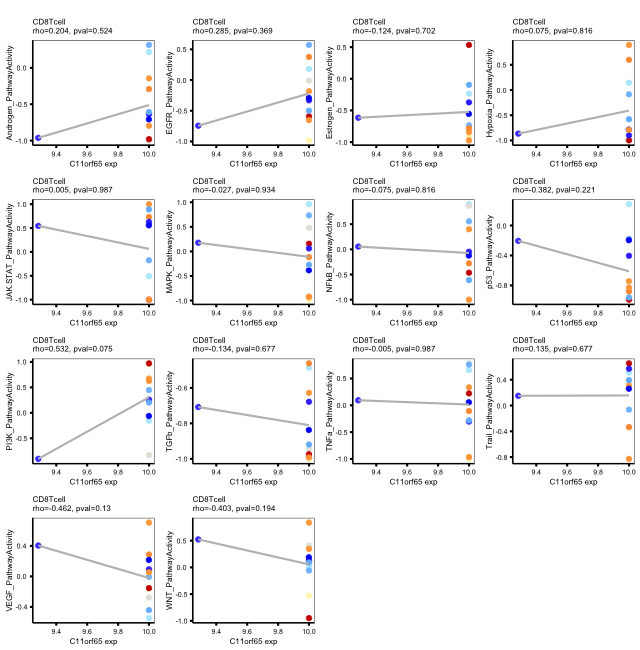 CD8Tcell
rho=0.204, pval=0.524
Androgen_PathwayActivity
0.0
-0.5
-1.0
9.4 9.6 9.8 10.0
C11orf65 exp
CD8Tcell
rho=0.285, pval=0.369
EGFR_PathwayActivity
0.5
0.0
-0.5
-1.0
9.4 9.6 9.8 10.0
C11orf65 exp
CD8Tcell
rho=-0.124, pval=0.702
Estrogen_PathwayActivity
0.5
0.0
-0.5
-1.0
9.4 9.6 9.8 10.0
C11orf65 exp
CD8Tcell
rho=0.075, pval=0.816
Hypoxia_PathwayActivity
0.5
0.0
-0.5
-1.0
9.4 9.6 9.8 10.0
C11orf65 exp
CD8Tcell
rho=0.005, pval=0.987
JAK-STAT_PathwayActivity
1.0
0.5
0.0
-0.5
-1.0
9.4 9.6 9.8 10.0
C11orf65 exp
CD8Tcell
rho=-0.027, pval=0.934
MAPK_PathwayActivity
1.0
0.5
0.0
-0.5
-1.0
9.4 9.6 9.8 10.0
C11orf65 exp
CD8Tcell
rho=-0.075, pval=0.816
NFkB_PathwayActivity
1.0
0.5
0.0
-0.5
-1.0
9.4 9.6 9.8 10.0
C11orf65 exp
CD8Tcell
rho=-0.382, pval=0.221
p53_PathwayActivity
0.0
-0.4
-0.8
9.4 9.6 9.8 10.0
C11orf65 exp
CD8Tcell
rho=0.532, pval=0.075
PI3K_PathwayActivity
1.0
0.5
0.0
-0.5
9.4 9.6 9.8 10.0
C11orf65 exp
CD8Tcell
rho=-0.134, pval=0.677
TGFb_PathwayActivity
-0.6
-0.8
-1.0
9.4 9.6 9.8 10.0
C11orf65 exp
CD8Tcell
rho=-0.005, pval=0.987
TNFa_PathwayActivity
0.5
0.0
-0.5
-1.0
9.4 9.6 9.8 10.0
C11orf65 exp
CD8Tcell
rho=0.135, pval=0.677
Trail_PathwayActivity
0.4
0.0
-0.4
-0.8
9.4 9.6 9.8 10.0
C11orf65 exp
CD8Tcell
rho=-0.462, pval=0.13
VEGF_PathwayActivity
0.4
0.0
-0.4
9.4 9.6 9.8 10.0
C11orf65 exp
CD8Tcell
rho=-0.403, pval=0.194
WNT_PathwayActivity
0.5
0.0
-0.5
-1.0
9.4 9.6 9.8 10.0
C11orf65 exp